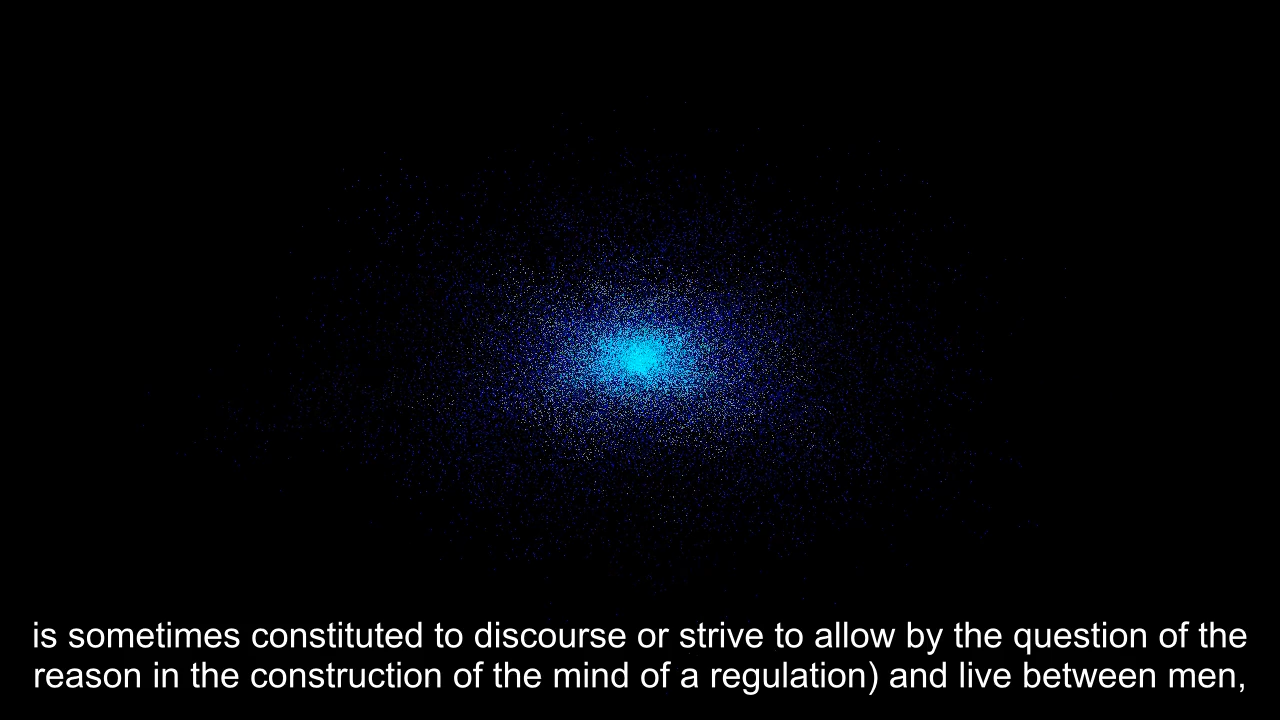 is sometimes constituted to discourse or strive to allow by the question of the
reason in the construction of the mind of a regulation) and live between men,